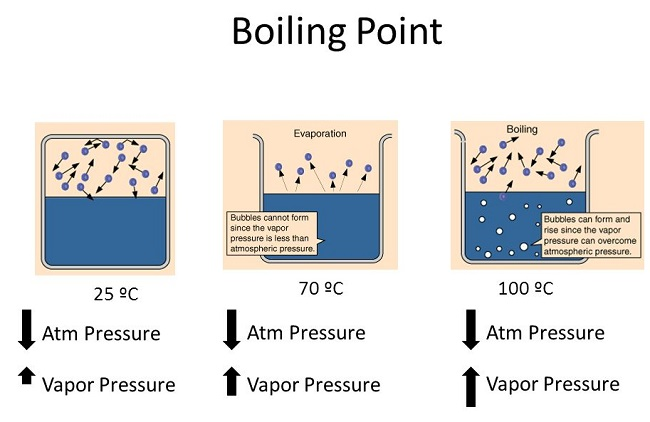 Boiling Point
Evaporation
Bubbles cannot form
since the vapor
pressure is less than
atmospheric pressure.
Boiling
Bubbles can form and
rise since the vapor
pressure can overcome
atmospheric pressure.
25 ºC
70 ºC
100 ºC
Atm Pressure
Atm Pressure
Atm Pressure
Vapor Pressure
Vapor Pressure
Vapor Pressure